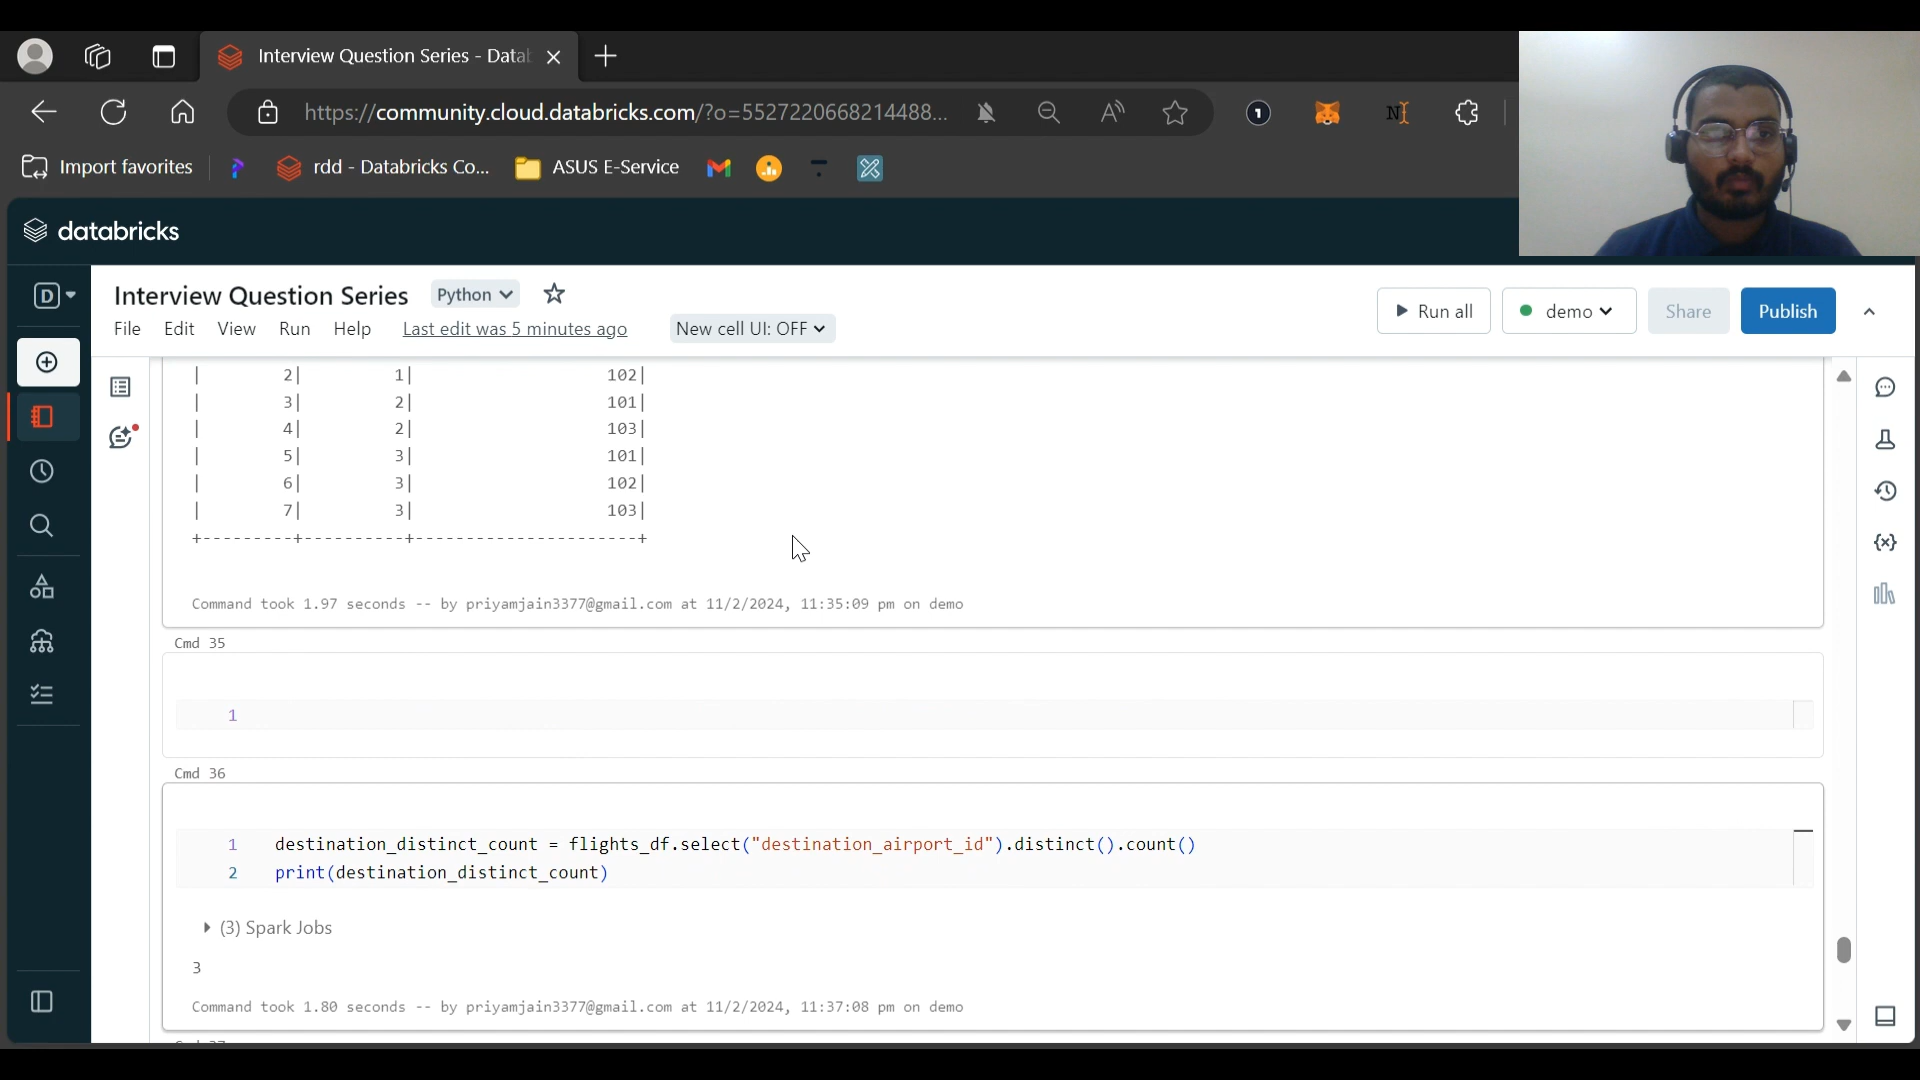 Interview Question Series - Datab
https://community.cloud.databricks.com/?o=5527220668214488...
1
N
Import favorites
rdd - Databricks Co...
ASUS E-Service
databricks
D
Interview Question Series
Python
File Edit View Run Help Last edit was 5 minutes ago New cell UI: OFF
Run all
demo
Share
Publish
| 2| 1| 102|
| 3| 2| 101|
| 4| 2| 103|
| 5| 3| 101|
| 6| 3| 102|
| 7| 3| 103|
+---------+----------+----------------------+
Command took 1.97 seconds -- by priyamjain3377@gmail.com at 11/2/2024, 11:35:09 pm on demo
Cmd 35
1
Cmd 36
1 destination_distinct_count = flights_df.select("destination_airport_id").distinct().count()
2 print(destination_distinct_count)
(3) Spark Jobs
3
Command took 1.80 seconds -- by priyamjain3377@gmail.com at 11/2/2024, 11:37:08 pm on demo